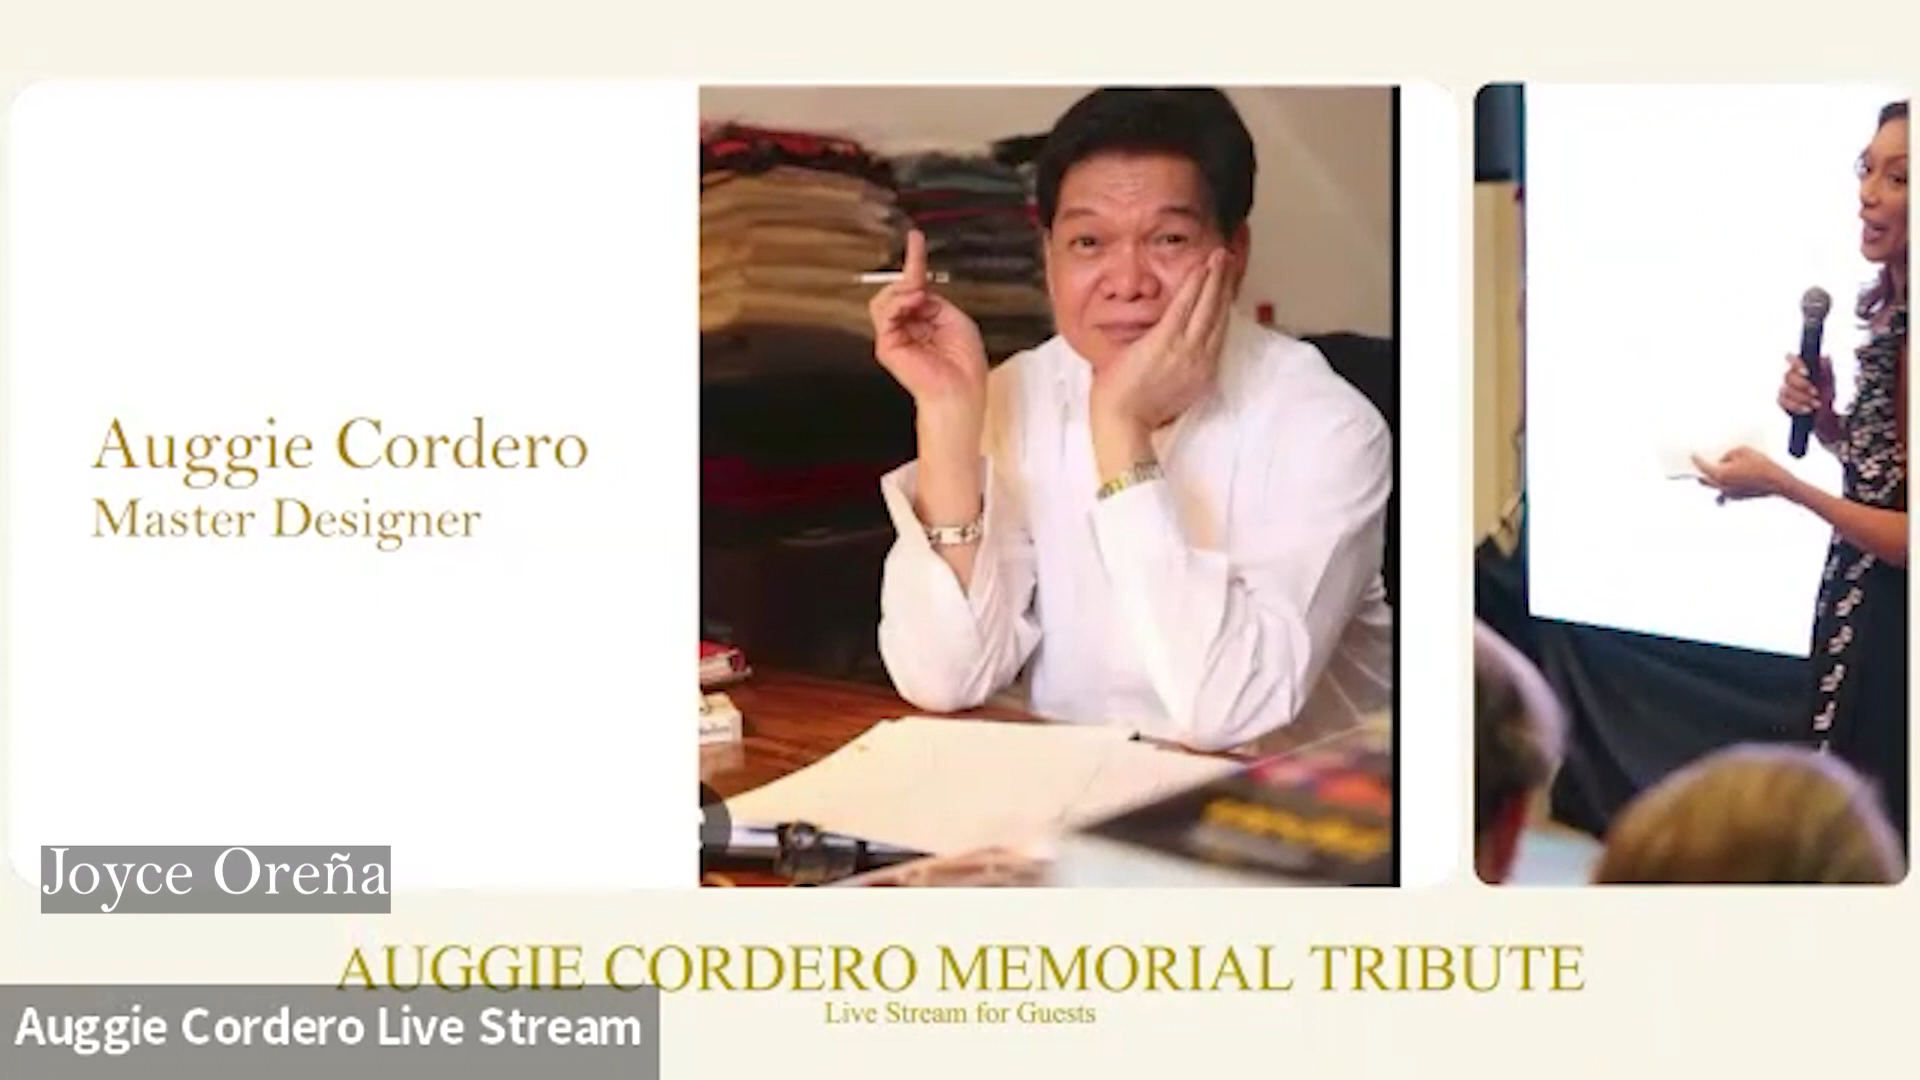 Auggie Cordero
Master Designer
Joyce Oreña
AUGGIE CORDERO MEMORIAL TRIBUTE
Live Stream for Guests
Auggie Cordero Live Stream